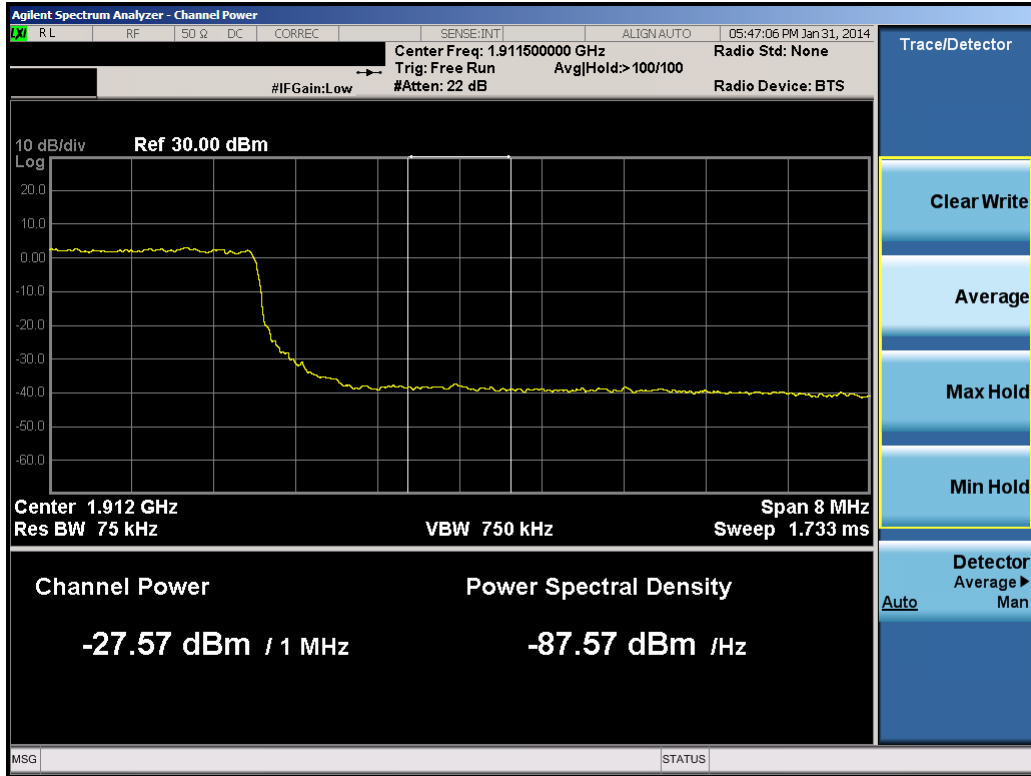 Agilent Spectrum Analyzer - Channel Power
LXI RL RF 50 Ω DC CORREC SENSE:INT ALIGN AUTO 05:47:06 PM Jan 31, 2014
Center Freq: 1.911500000 GHz Radio Std: None
Trig: Free Run Avg|Hold:>100/100
#IFGain:Low #Atten: 22 dB Radio Device: BTS
10 dB/div Ref 30.00 dBm
Log
20.0
10.0
0.00
-10.0
-20.0
-30.0
-40.0
-50.0
-60.0
Center 1.912 GHz Span 8 MHz
Res BW 75 kHz VBW 750 kHz Sweep 1.733 ms
Channel Power Power Spectral Density
-27.57 dBm / 1 MHz -87.57 dBm /Hz
MSG STATUS
Trace/Detector
Clear Write
Average
Max Hold
Min Hold
Detector
Average
Auto Man